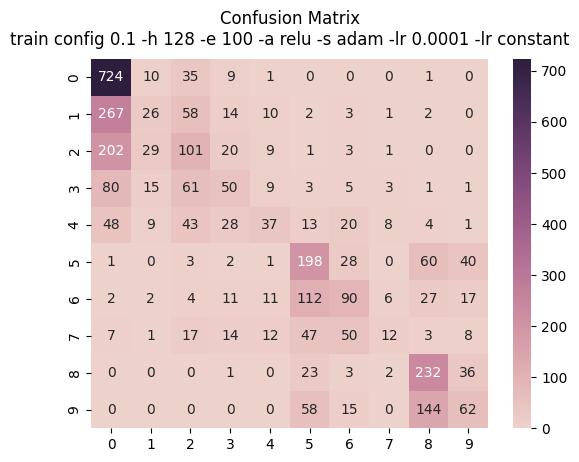 Confusion Matrix
train config 0.1 -h 128 -e 100 -a relu -s adam -lr 0.0001 -lr constant
0 724 10 35 9 1 0 0 0 1 0
1 267 26 58 14 10 2 3 1 2 0
2 202 29 101 20 9 1 3 1 0 0
3 80 15 61 50 9 3 5 3 1 1
4 48 9 43 28 37 13 20 8 4 1
5 1 0 3 2 1 198 28 0 60 40
6 2 2 4 11 11 112 90 6 27 17
7 7 1 17 14 12 47 50 12 3 8
8 0 0 0 1 0 23 3 2 232 36
9 0 0 0 0 0 58 15 0 144 62
0 1 2 3 4 5 6 7 8 9
700
600
500
400
300
200
100
0